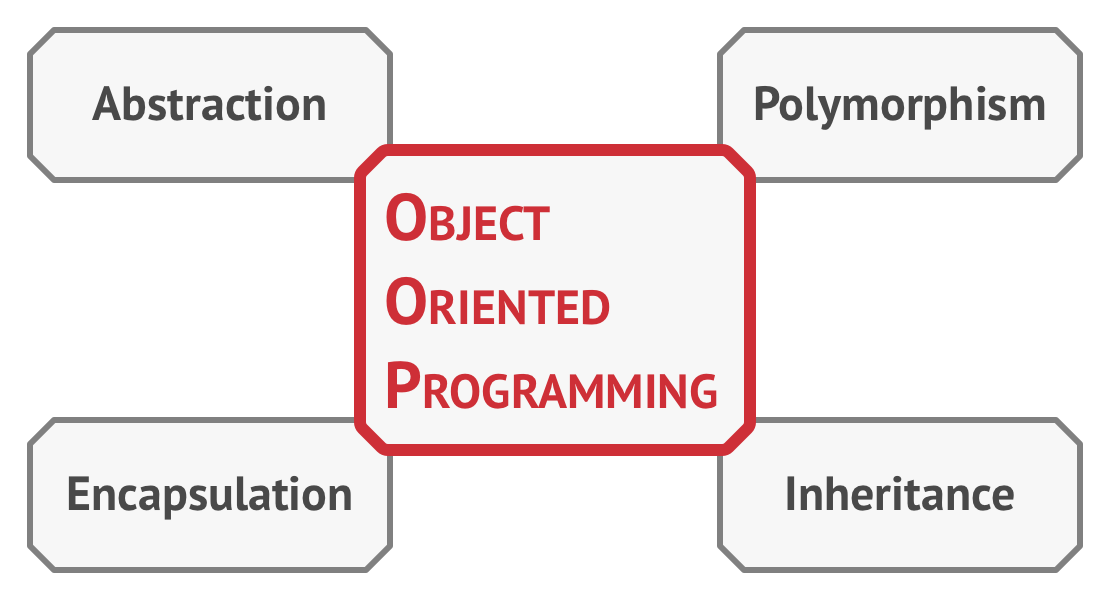 Abstraction
Polymorphism
OBJECT
ORIENTED
PROGRAMMING
Encapsulation
Inheritance